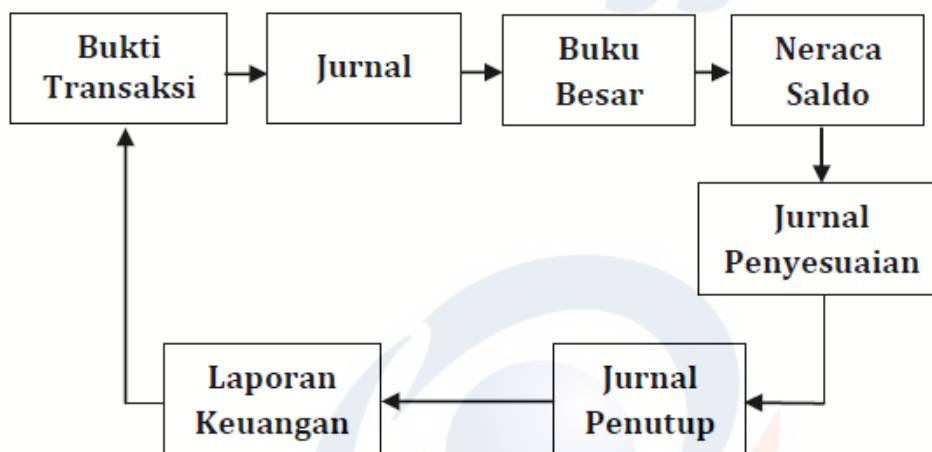 Bukti
Transaksi
Jurnal
Buku
Besar
Neraca
Saldo
Jurnal
Penyesuaian
Jurnal
Penutup
Laporan
Keuangan